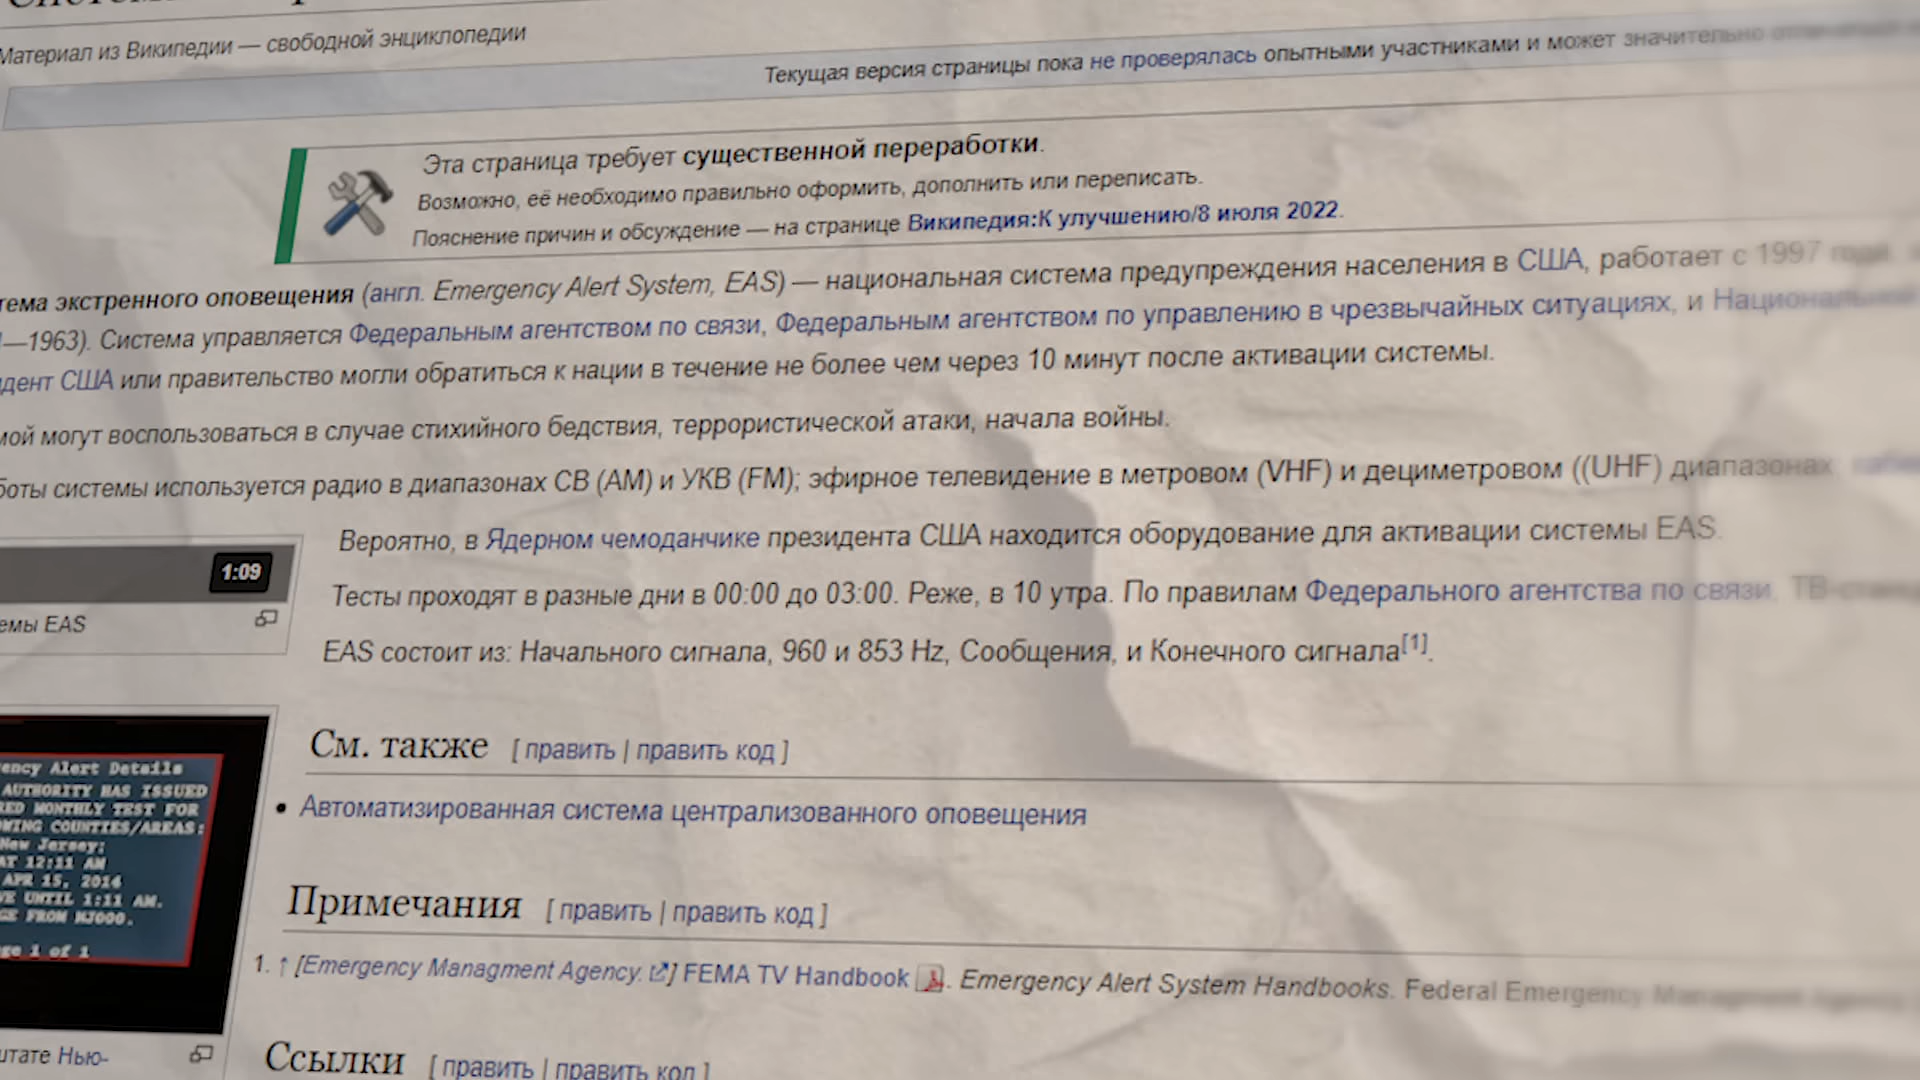 Материал из Википедии — свободной энциклопедии
Текущая версия страницы пока не проверялась опытными участниками и может значительно
Эта страница требует существенной переработки.
Возможно, её необходимо правильно оформить, дополнить или переписать.
Пояснение причин и обсуждение — на странице Википедия:К улучшению/8 июля 2022.
тема экстренного оповещения (англ. Emergency Alert System, EAS) — национальная система предупреждения населения в США, работает с 1997 года
—1963). Система управляется Федеральным агентством по связи, Федеральным агентством по управлению в чрезвычайных ситуациях, и Национальной
идент США или правительство могли обратиться к нации в течение не более чем через 10 минут после активации системы.
мой могут воспользоваться в случае стихийного бедствия, террористической атаки, начала войны.
боты системы используется радио в диапазонах СВ (AM) и УКВ (FM); эфирное телевидение в метровом (VHF) и дециметровом ((UHF) диапазонах
Вероятно, в Ядерном чемоданчике президента США находится оборудование для активации системы EAS.
1:09
Тесты проходят в разные дни в 00:00 до 03:00. Реже, в 10 утра. По правилам Федерального агентства по связи, ТВ-
емы EAS
EAS состоит из: Начального сигнала, 960 и 853 Hz, Сообщения, и Конечного сигнала[1].
См. также [ править | править код ]
ency Alert Details
AUTHORITY HAS ISSUED
RED MONTHLY TEST FOR
OWING COUNTIES/AREAS:
New Jersey;
AT 12:11 AM
APR 15, 2014
VE UNTIL 1:11 AM.
GE FROM NJ000.
ge 1 of 1
• Автоматизированная система централизованного оповещения
Примечания [ править | править код ]
1. ↑ [Emergency Managment Agency.] FEMA TV Handbook . Emergency Alert System Handbooks. Federal Emergency Managment Agency
штате Нью-
Ссылки [ править | править код ]